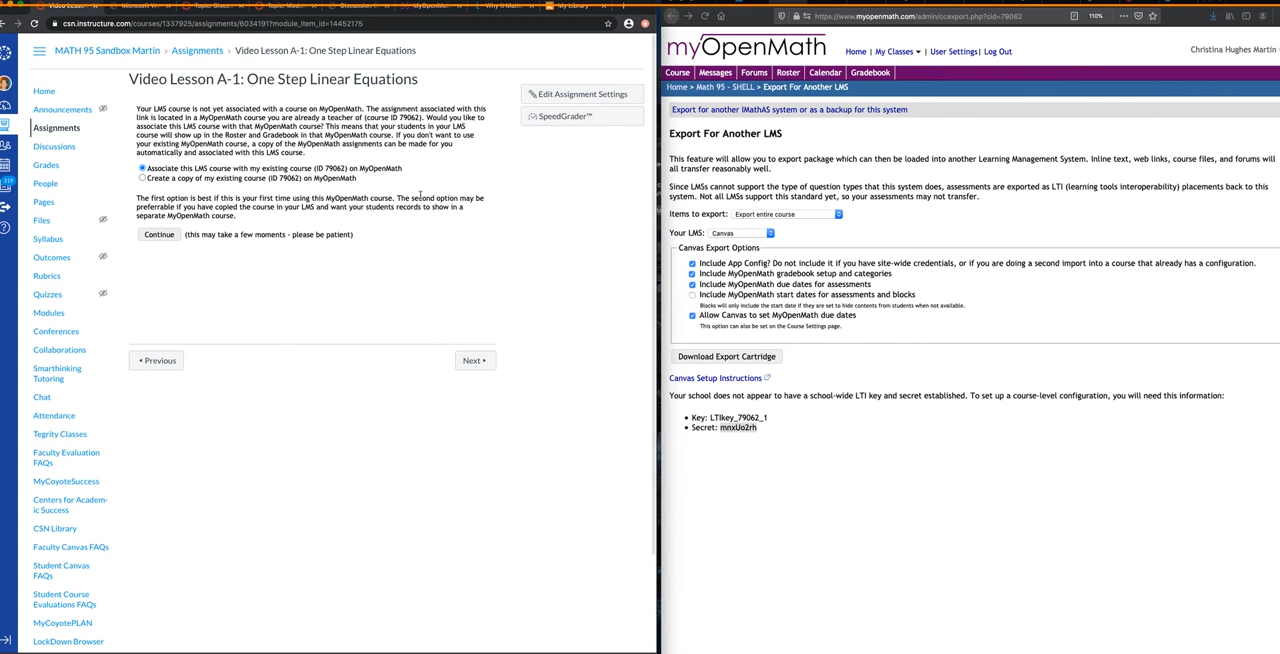 csn.instructure.com/courses/1337925/assignments/6034191?module_item_id=14452175
MATH 95 Sandbox Martin > Assignments > Video Lesson A-1: One Step Linear Equations
Home
Announcements
Assignments
Discussions
Grades
People
Pages
Files
Syllabus
Outcomes
Rubrics
Quizzes
Modules
Conferences
Collaborations
Smarthinking
Tutoring
Chat
Attendance
Tegrity Classes
Faculty Evaluation
FAQs
MyCoyoteSuccess
Centers for Academ-
ic Success
CSN Library
Faculty Canvas FAQs
Student Canvas
FAQs
Student Course
Evaluations FAQs
MyCoyotePLAN
LockDown Browser
319
Video Lesson A-1: One Step Linear Equations
Your LMS course is not yet associated with a course on MyOpenMath. The assignment associated with this
link is located in a MyOpenMath course you are already a teacher of (course ID 79062). Would you like to
associate this LMS course with that MyOpenMath course? This means that your students in your LMS
course will show up in the Roster and Gradebook in that MyOpenMath course. If you don't want to use
your existing MyOpenMath course, a copy of the MyOpenMath assignments can be made for you
automatically and associated with this LMS course.
Associate this LMS course with my existing course (ID 79062) on MyOpenMath
Create a copy of my existing course (ID 79062) on MyOpenMath
The first option is best if this is your first time using this MyOpenMath course. The second option may be
preferrable if you have copied the course in your LMS and want your students records to show in a
separate MyOpenMath course.
Continue (this may take a few moments - please be patient)
Previous
Next
Edit Assignment Settings
SpeedGrader™
https://www.myopenmath.com/admin/ccexport.php?cid=79062
110%
myOpenMath
Home | My Classes | User Settings | Log Out
Christina Hughes Martin
Course Messages Forums Roster Calendar Gradebook
Home > Math 95 - SHELL > Export For Another LMS
Export for another IMathAS system or as a backup for this system
Export For Another LMS
This feature will allow you to export package which can then be loaded into another Learning Management System. Inline text, web links, course files, and forums will
all transfer reasonably well.
Since LMSs cannot support the type of question types that this system does, assessments are exported as LTI (learning tools interoperability) placements back to this
system. Not all LMSs support this standard yet, so your assessments may not transfer.
Items to export: Export entire course
Your LMS: Canvas
Canvas Export Options
Include App Config? Do not include it if you have site-wide credentials, or if you are doing a second import into a course that already has a configuration.
Include MyOpenMath gradebook setup and categories
Include MyOpenMath due dates for assessments
Include MyOpenMath start dates for assessments and blocks
Blocks will only include the start date if they are set to hide contents from students when not available.
Allow Canvas to set MyOpenMath due dates
This option can also be set on the Course Settings page.
Download Export Cartridge
Canvas Setup Instructions
Your school does not appear to have a school-wide LTI key and secret established. To set up a course-level configuration, you will need this information:
• Key: LTIkey_79062_1
• Secret: mnxUo2rh